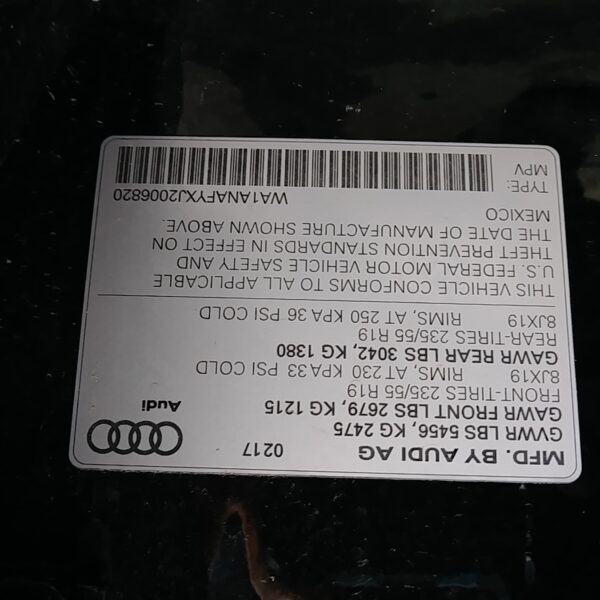 MFD. BY AUDI AG 0217
GVWR LBS 5456, KG 2475
GAWR FRONT LBS 2679, KG 1215
FRONT-TIRES 235/55 R19
8JX19 RIMS, AT 230 KPA33 PSI COLD
GAWR REAR LBS 3042, KG 1380
REAR-TIRES 235/55 R19
8JX19 RIMS, AT 250 KPA 36 PSI COLD
Audi
THIS VEHICLE CONFORMS TO ALL APPLICABLE
U.S. FEDERAL MOTOR VEHICLE SAFETY AND
THEFT PREVENTION STANDARDS IN EFFECT ON
THE DATE OF MANUFACTURE SHOWN ABOVE.
MEXICO
TYPE: WA1ANAFYXJ2006820
MPV